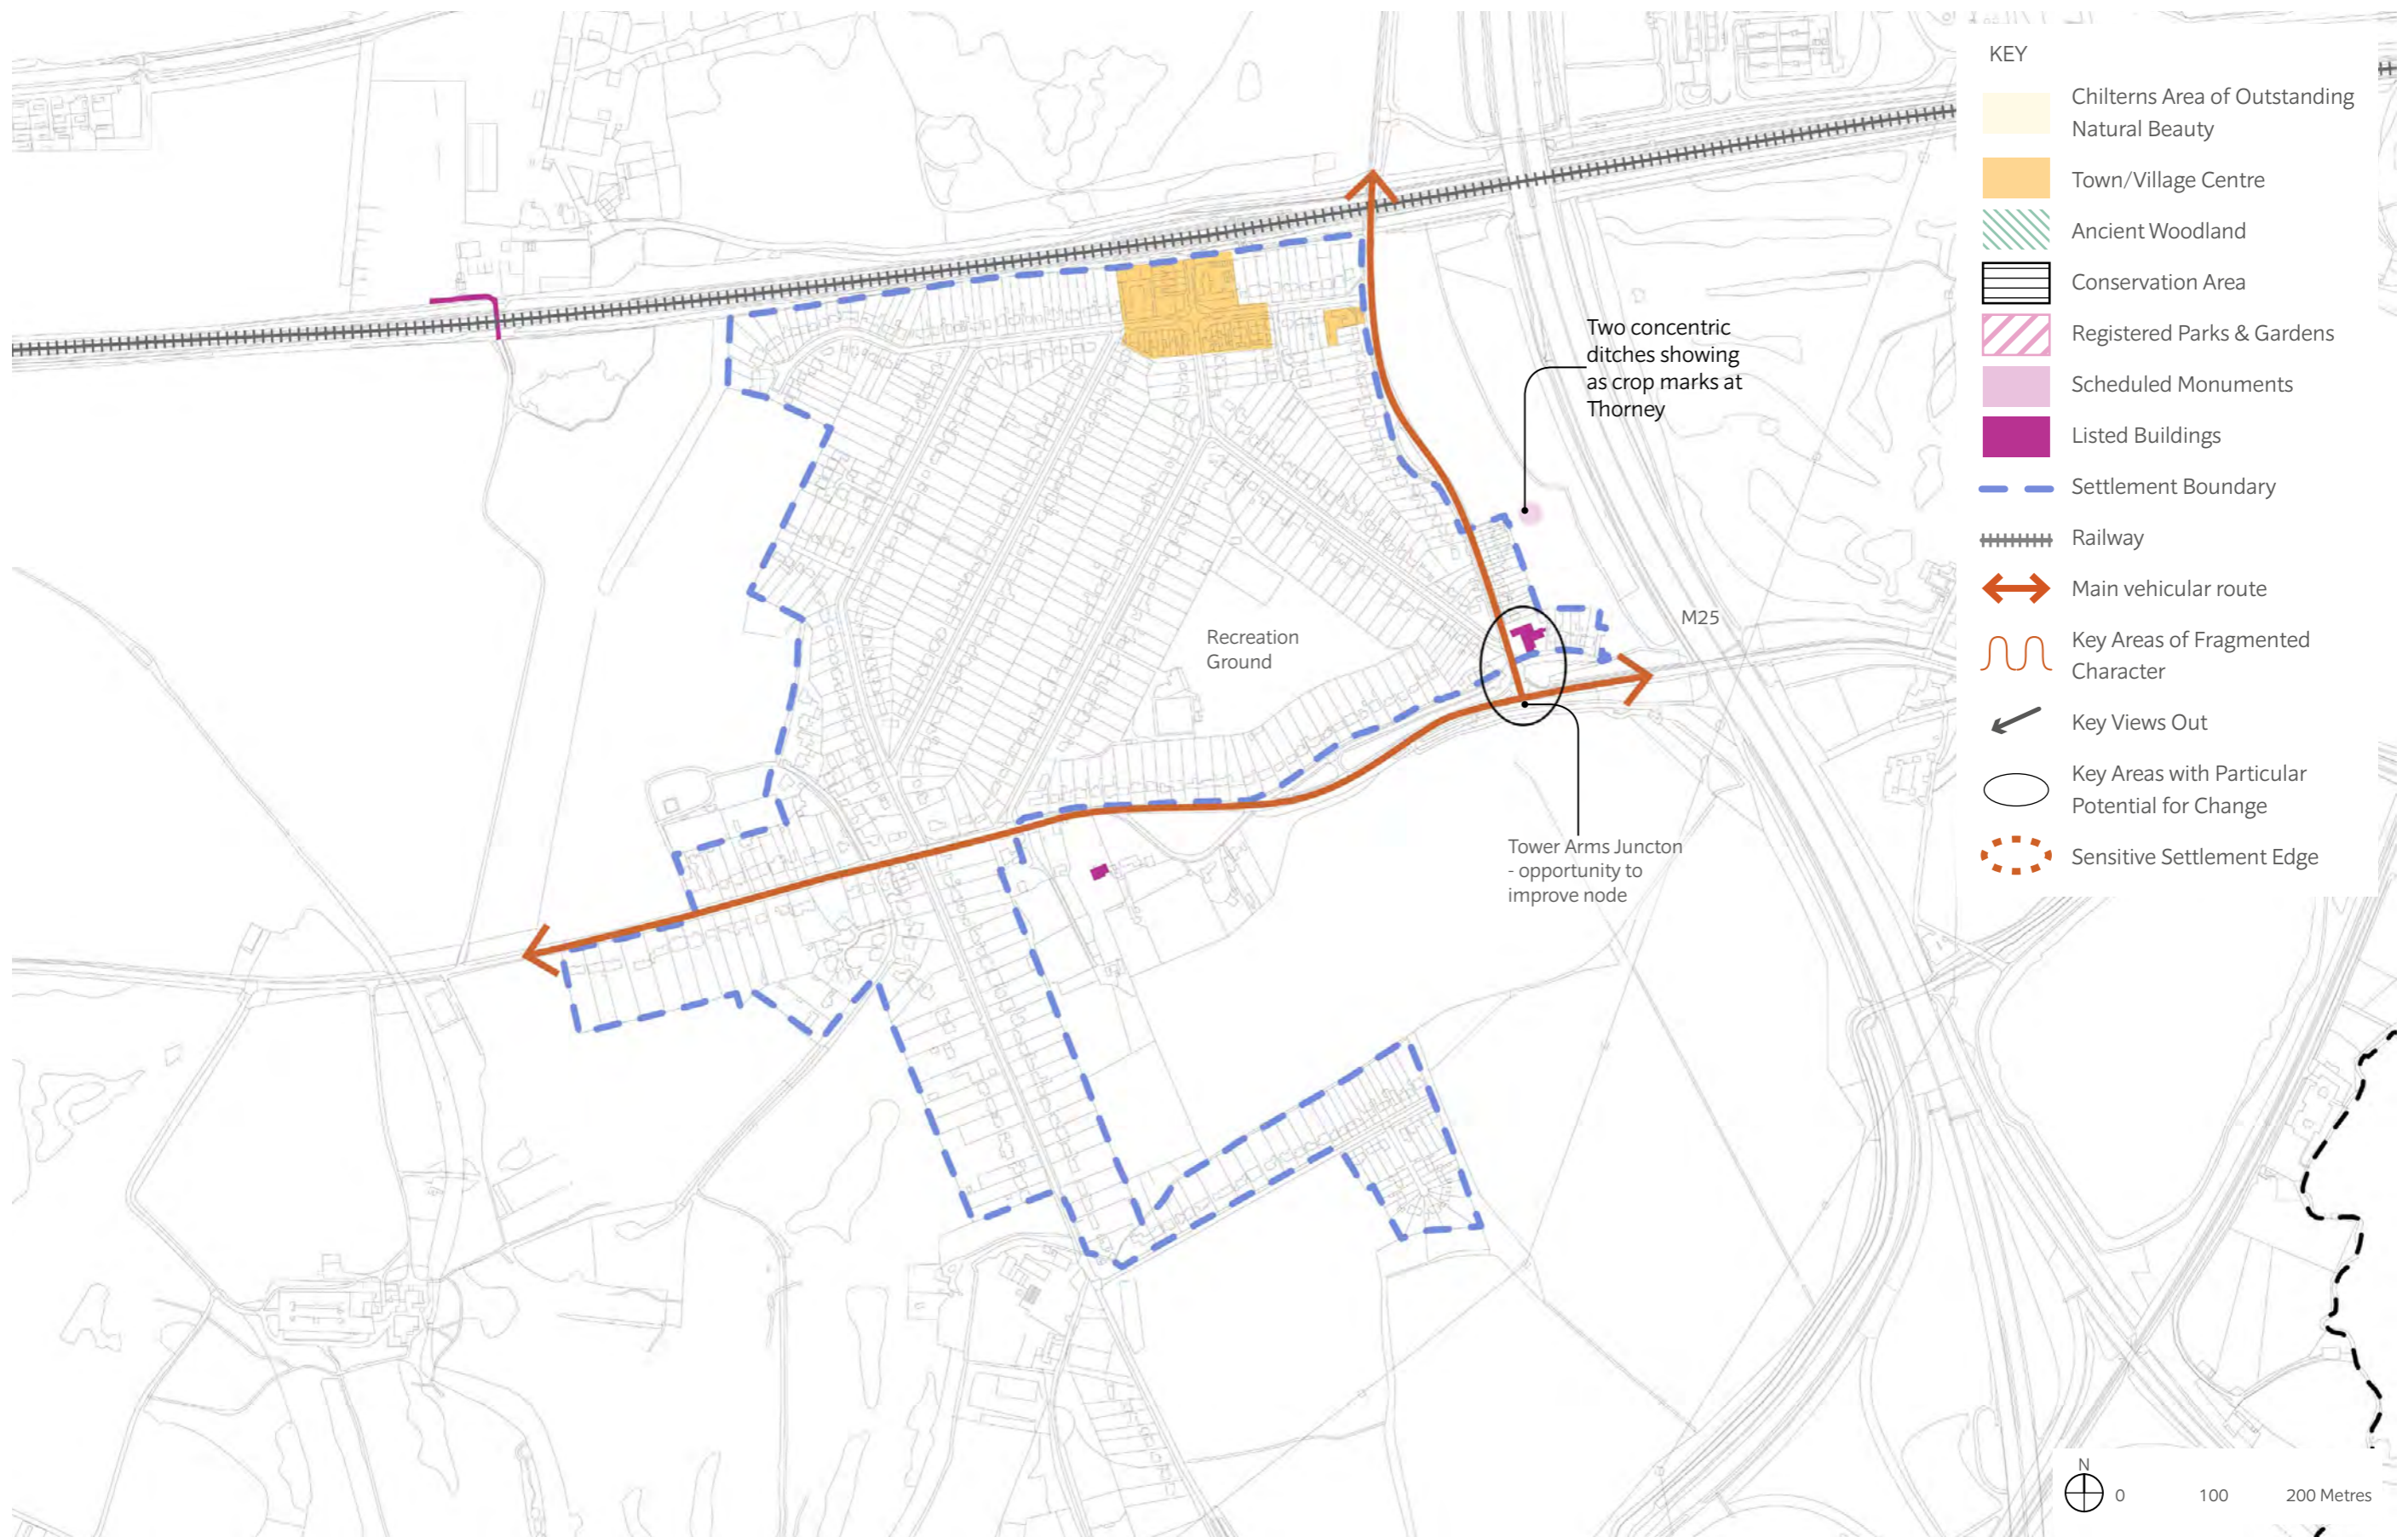 KEY
Chilterns Area of Outstanding
Natural Beauty
Town/Village Centre
Ancient Woodland
Conservation Area
Registered Parks & Gardens
Scheduled Monuments
Listed Buildings
Settlement Boundary
Railway
Main vehicular route
Key Areas of Fragmented
Character
Key Views Out
Key Areas with Particular
Potential for Change
Sensitive Settlement Edge
Two concentric
ditches showing
as crop marks at
Thorney
M25
Recreation
Ground
Tower Arms Juncton
- opportunity to
improve node
N
0 100 200 Metres